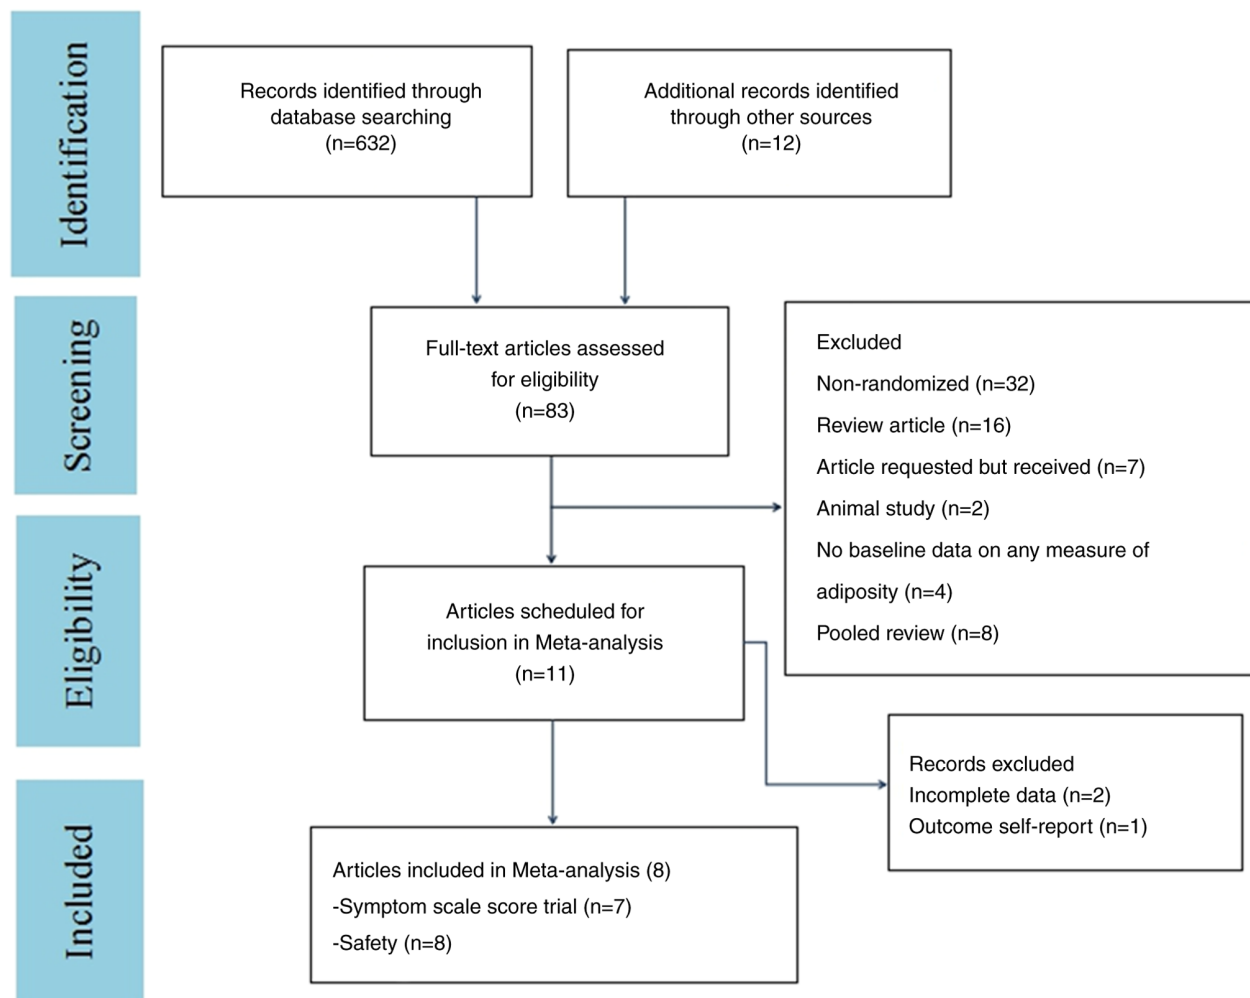 Identification
Records identified through
database searching
(n=632)
Additional records identified
through other sources
(n=12)
Screening
Full-text articles assessed
for eligibility
(n=83)
Excluded
Non-randomized (n=32)
Review article (n=16)
Article requested but received (n=7)
Animal study (n=2)
No baseline data on any measure of
adiposity (n=4)
Pooled review (n=8)
Eligibility
Articles scheduled for
inclusion in Meta-analysis
(n=11)
Records excluded
Incomplete data (n=2)
Outcome self-report (n=1)
Included
Articles included in Meta-analysis (8)
-Symptom scale score trial (n=7)
-Safety (n=8)